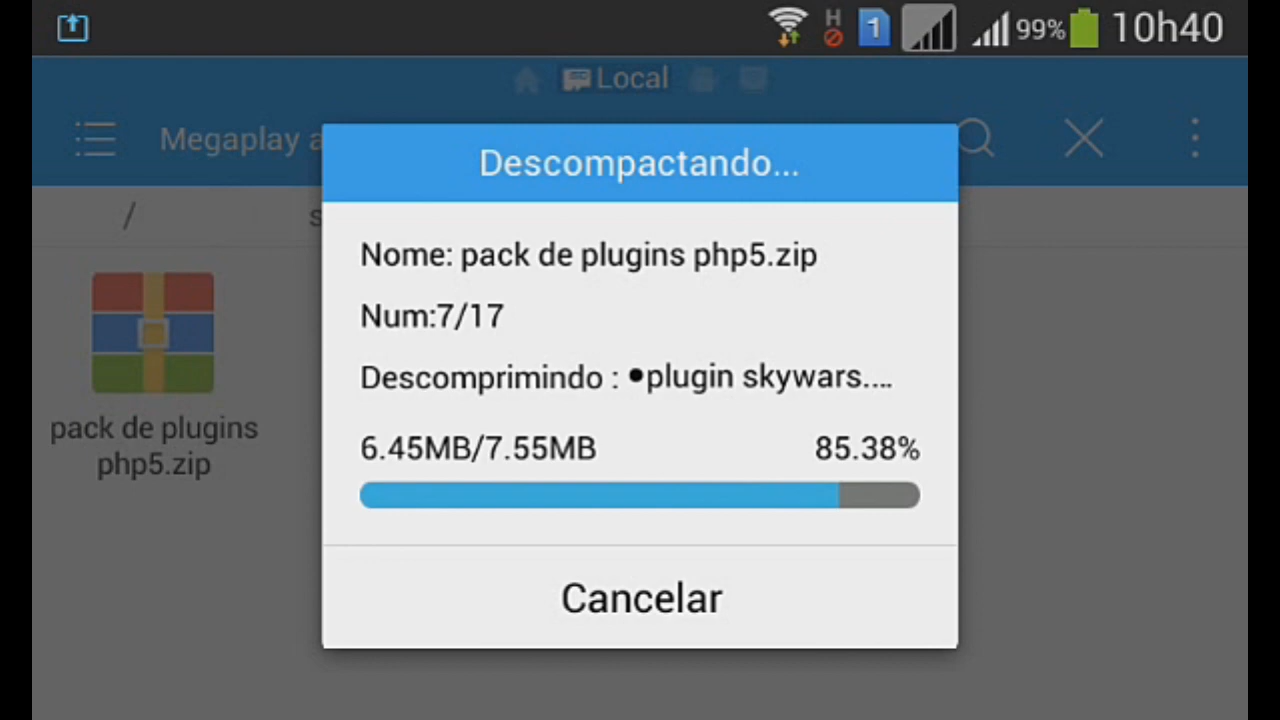 H 1 99% 10h40
Local
Megaplay a
/ s
Descompactando...
Nome: pack de plugins php5.zip
Num:7/17
Descomprimindo : •plugin skywars....
6.45MB/7.55MB 85.38%
Cancelar
pack de plugins
php5.zip